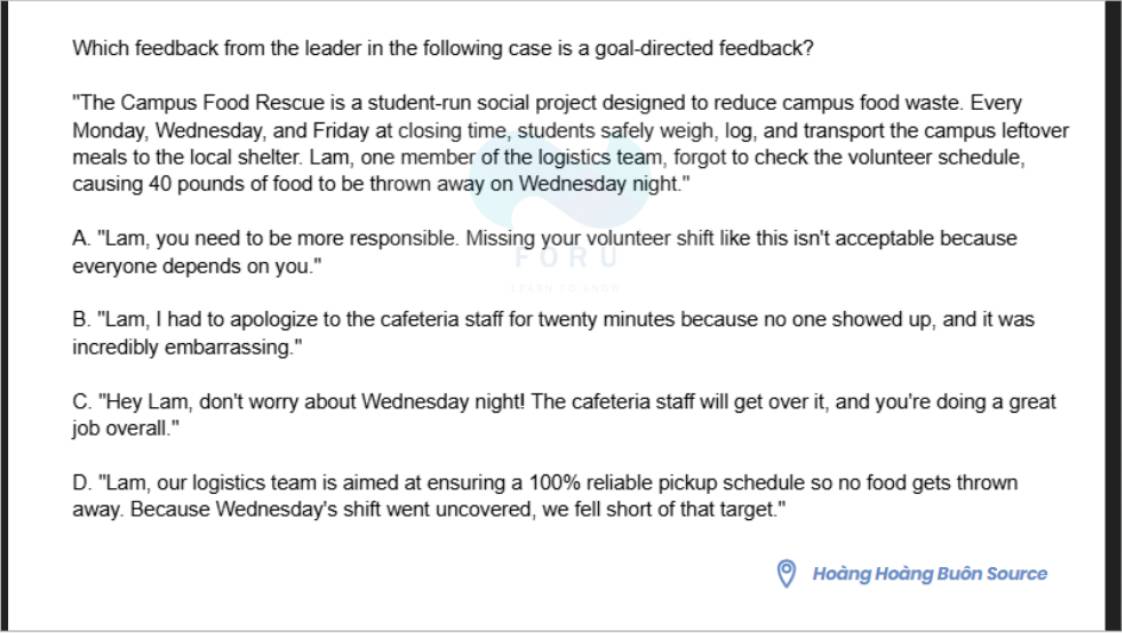 Which feedback from the leader in the following case is a goal-directed feedback?
"The Campus Food Rescue is a student-run social project designed to reduce campus food waste. Every
Monday, Wednesday, and Friday at closing time, students safely weigh, log, and transport the campus leftover
meals to the local shelter. Lam, one member of the logistics team, forgot to check the volunteer schedule,
causing 40 pounds of food to be thrown away on Wednesday night."
A. "Lam, you need to be more responsible. Missing your volunteer shift like this isn't acceptable because
everyone depends on you."
FORU
LEARN TO KNOW
B. "Lam, I had to apologize to the cafeteria staff for twenty minutes because no one showed up, and it was
incredibly embarrassing."
C. "Hey Lam, don't worry about Wednesday night! The cafeteria staff will get over it, and you're doing a great
job overall."
D. "Lam, our logistics team is aimed at ensuring a 100% reliable pickup schedule so no food gets thrown
away. Because Wednesday's shift went uncovered, we fell short of that target."
Hoàng Hoàng Buôn Source